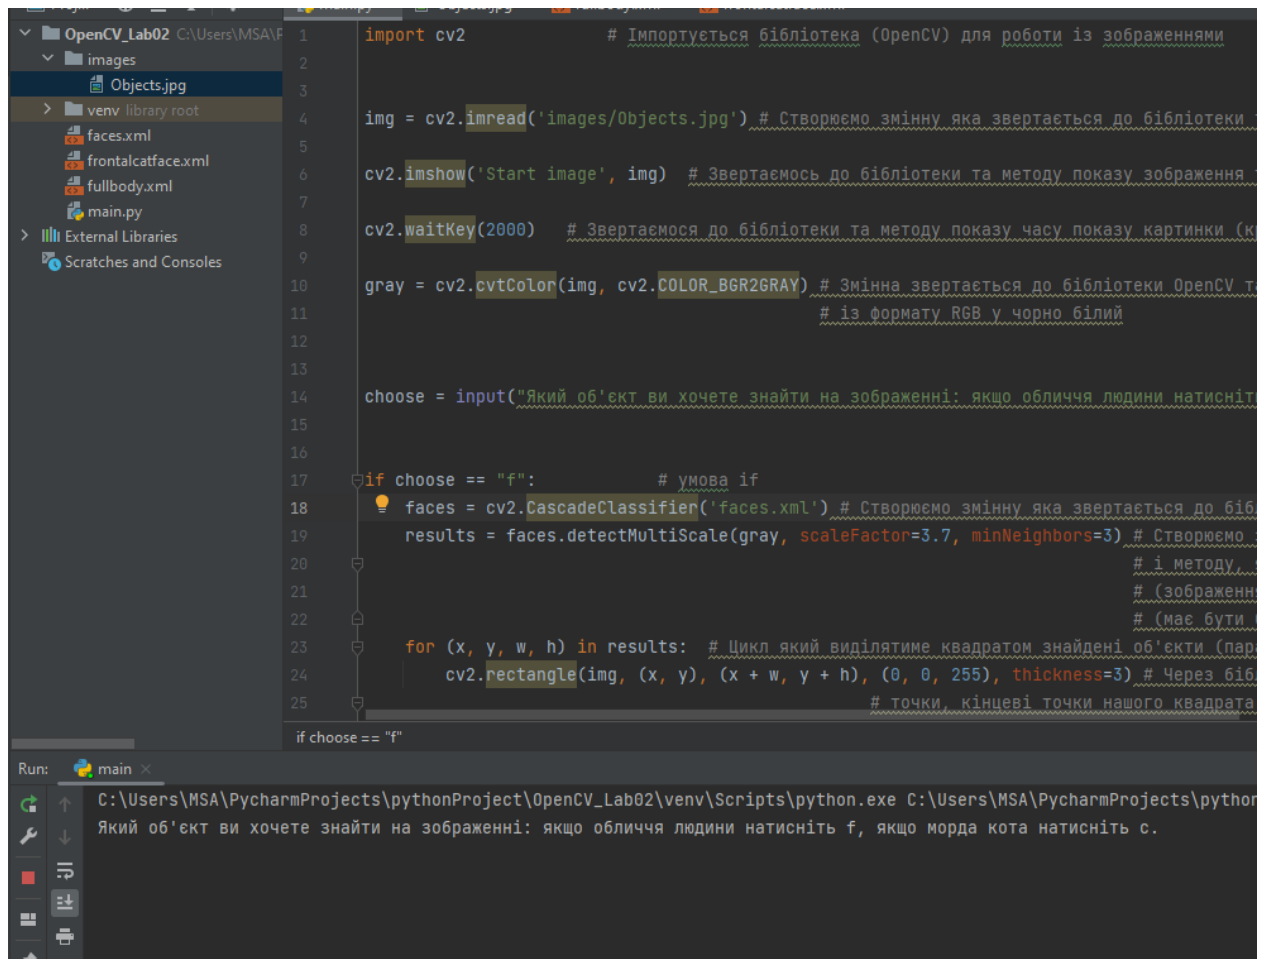 main.py
Objects.jpg
OpenCV_Lab02 C:\Users\MSA\P
images
Objects.jpg
venv library root
faces.xml
frontalcatface.xml
fullbody.xml
main.py
External Libraries
Scratches and Consoles
1 import cv2 # Імпортується бібліотека (OpenCV) для роботи із зображеннями
2
3
4 img = cv2.imread('images/Objects.jpg') # Створюємо змінну яка звертається до бібліотеки
5
6 cv2.imshow('Start image', img) # Звертаємось до бібліотеки та методу показу зображення
7
8 cv2.waitKey(2000) # Звертаємося до бібліотеки та методу показу часу показу картинки
9
10 gray = cv2.cvtColor(img, cv2.COLOR_BGR2GRAY) # Змінна звертається до бібліотеки OpenCV
11 # із формату RGB у чорно білий
12
13
14 choose = input("Який об'єкт ви хочете знайти на зображенні: якщо обличчя людини натисніть
15
16
17 if choose == "f": # умова if
18 faces = cv2.CascadeClassifier('faces.xml') # Створюємо змінну яка звертається до
19 results = faces.detectMultiScale(gray, scaleFactor=3.7, minNeighbors=3) # Створюємо
20 # і методу,
21 # (зображення
22 # (має бути
23 for (x, y, w, h) in results: # Цикл який виділятиме квадратом знайдені об'єкти
24 cv2.rectangle(img, (x, y), (x + w, y + h), (0, 0, 255), thickness=3) # Через
25 # точки, кінцеві точки нашого квадрата
if choose == "f"
Run: main
C:\Users\MSA\PycharmProjects\pythonProject\OpenCV_Lab02\venv\Scripts\python.exe C:\Users\MSA\PycharmProjects\python
Який об'єкт ви хочете знайти на зображенні: якщо обличчя людини натисніть f, якщо морда кота натисніть c.